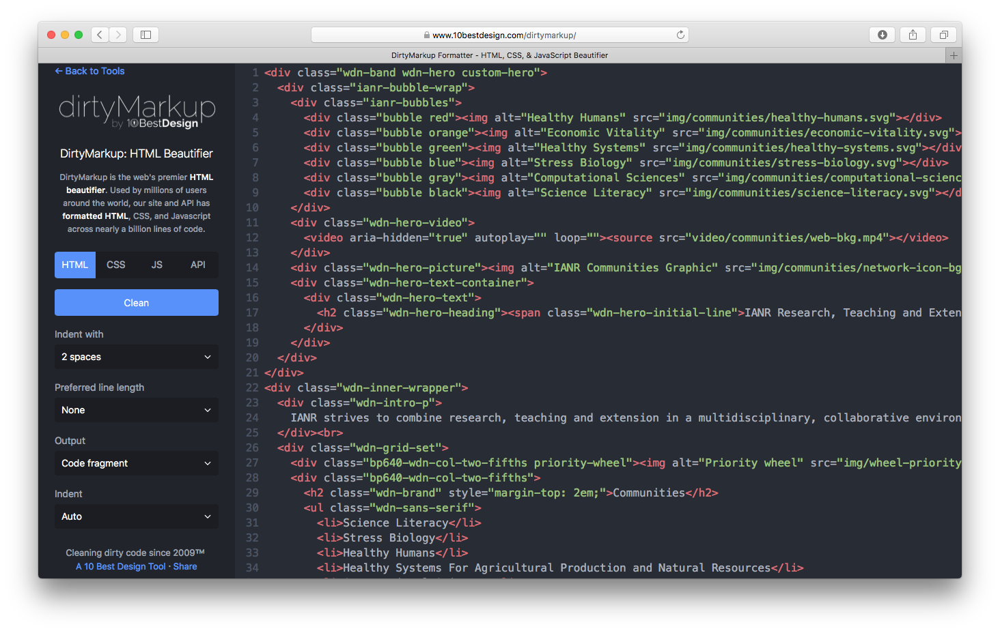 www.10bestdesign.com/dirtymarkup/
DirtyMarkup Formatter - HTML, CSS, & JavaScript Beautifier
← Back to Tools
dirtyMarkup
by 10BestDesign
DirtyMarkup: HTML Beautifier
DirtyMarkup is the web's premier HTML
beautifier. Used by millions of users
around the world, our site and API has
formatted HTML, CSS, and Javascript
across nearly a billion lines of code.
HTML CSS JS API
Clean
Indent with
2 spaces
Preferred line length
None
Output
Code fragment
Indent
Auto
Cleaning dirty code since 2009™
A 10 Best Design Tool · Share
1 <div class="wdn-band wdn-hero custom-hero">
2 <div class="ianr-bubble-wrap">
3 <div class="ianr-bubbles">
4 <div class="bubble red"><img alt="Healthy Humans" src="img/communities/healthy-humans.svg"></div>
5 <div class="bubble orange"><img alt="Economic Vitality" src="img/communities/economic-vitality.svg">
6 <div class="bubble green"><img alt="Healthy Systems" src="img/communities/healthy-systems.svg"></div
7 <div class="bubble blue"><img alt="Stress Biology" src="img/communities/stress-biology.svg"></div>
8 <div class="bubble gray"><img alt="Computational Sciences" src="img/communities/computational-scienc
9 <div class="bubble black"><img alt="Science Literacy" src="img/communities/science-literacy.svg"></d
10 </div>
11 <div class="wdn-hero-video">
12 <video aria-hidden="true" autoplay="" loop=""><source src="video/communities/web-bkg.mp4"></video>
13 </div>
14 <div class="wdn-hero-picture"><img alt="IANR Communities Graphic" src="img/communities/network-icon-bg
15 <div class="wdn-hero-text-container">
16 <div class="wdn-hero-text">
17 <h2 class="wdn-hero-heading"><span class="wdn-hero-initial-line">IANR Research, Teaching and Exten
18 </div>
19 </div>
20 </div>
21 </div>
22 <div class="wdn-inner-wrapper">
23 <div class="wdn-intro-p">
24 IANR strives to combine research, teaching and extension in a multidisciplinary, collaborative environ
25 </div><br>
26 <div class="wdn-grid-set">
27 <div class="bp640-wdn-col-two-fifths priority-wheel"><img alt="Priority wheel" src="img/wheel-priority
28 <div class="bp640-wdn-col-two-fifths">
29 <h2 class="wdn-brand" style="margin-top: 2em;">Communities</h2>
30 <ul class="wdn-sans-serif">
31 <li>Science Literacy</li>
32 <li>Stress Biology</li>
33 <li>Healthy Humans</li>
34 <li>Healthy Systems For Agricultural Production and Natural Resources</li>